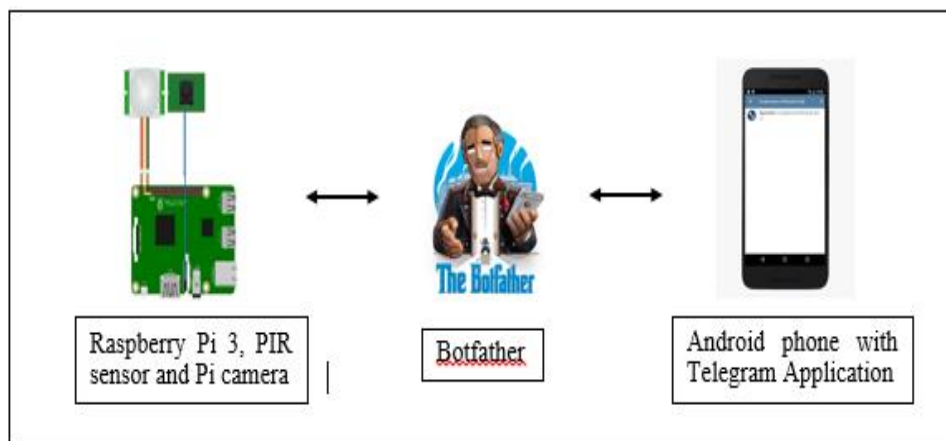 The Botfather
Raspberry Pi 3, PIR
sensor and Pi camera
Botfather
Android phone with
Telegram Application